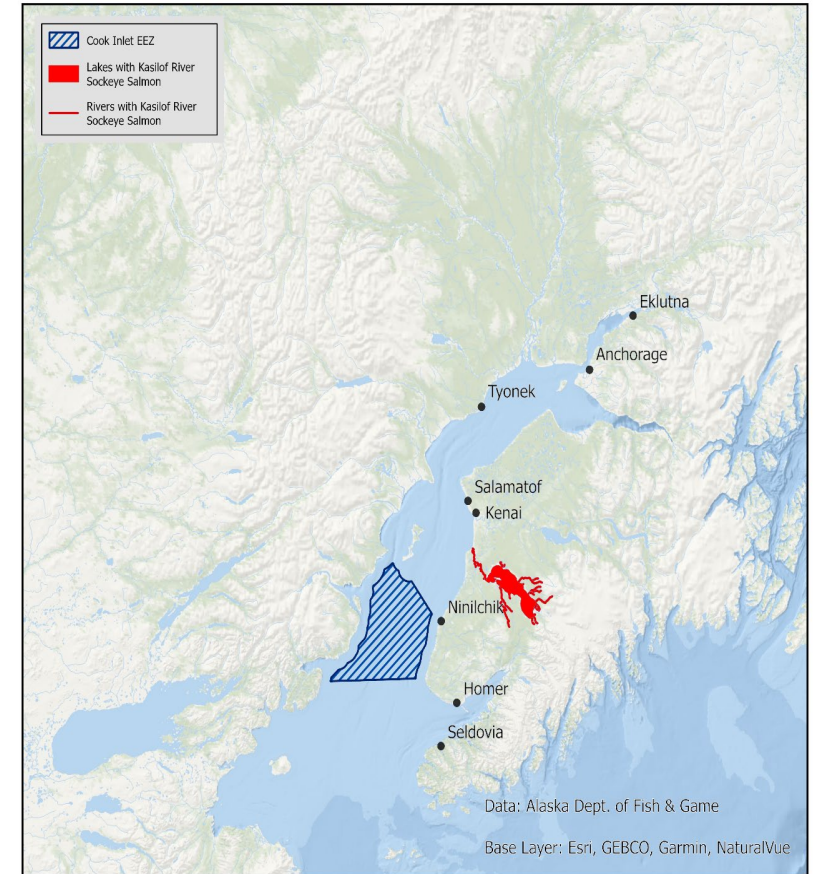 Cook Inlet EEZ
Lakes with Kasilof River
Sockeye Salmon
Rivers with Kasilof River
Sockeye Salmon
Eklutna
Anchorage
Tyonek
Salamatof
Kenai
Ninilchik
Homer
Seldovia
Data: Alaska Dept. of Fish & Game
Base Layer: Esri, GEBCO, Garmin, NaturalVue